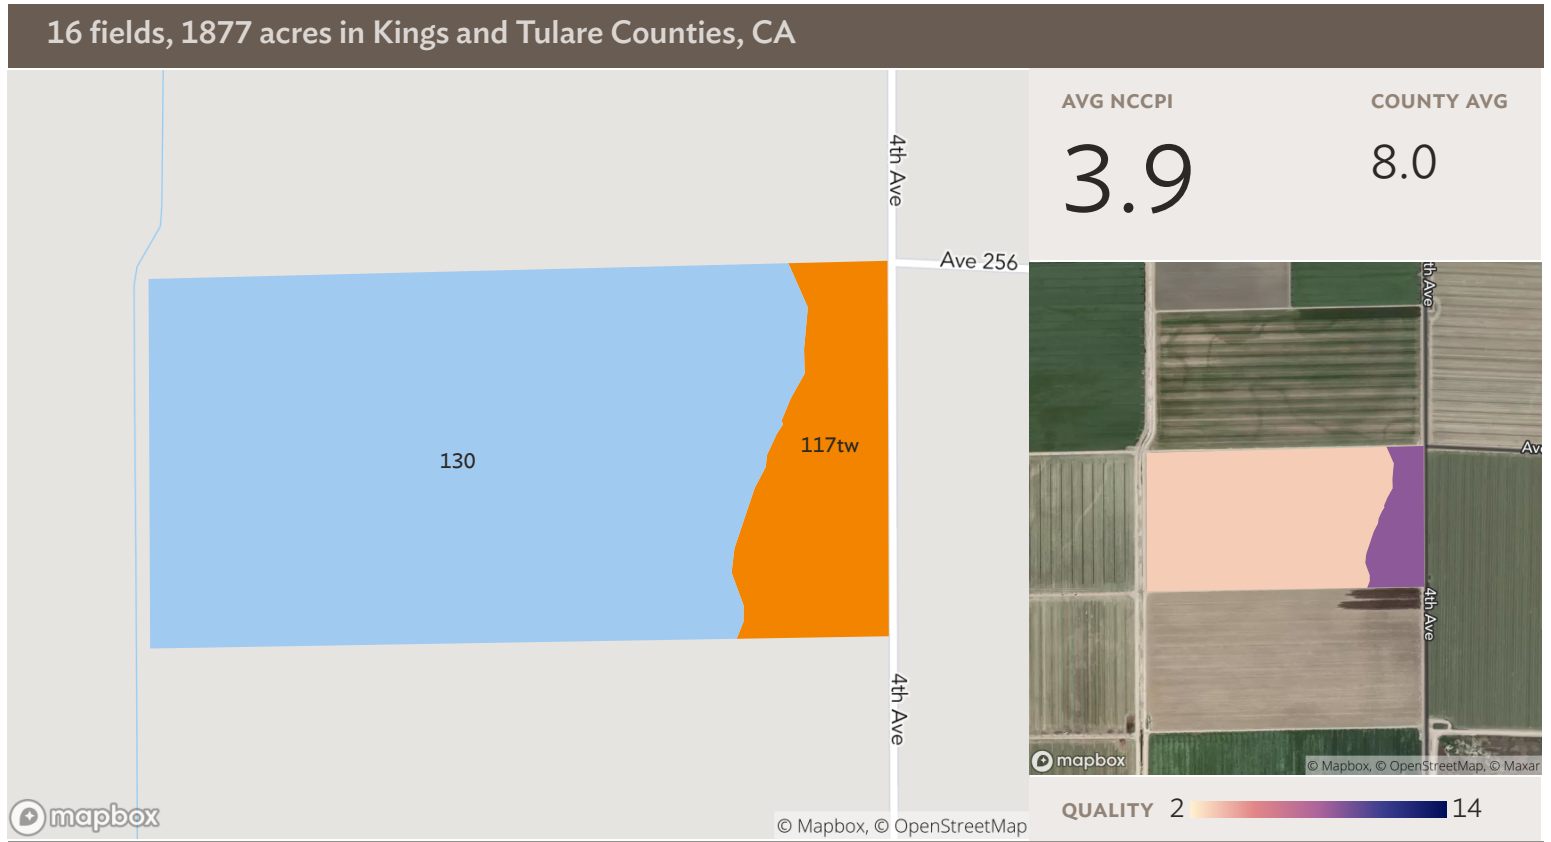 16 fields, 1877 acres in Kings and Tulare Counties, CA
AVG NCCPI
COUNTY AVG
3.9
8.0
4th Ave
Ave 256
130
117tw
4th Ave
mapbox
© Mapbox, © OpenStreetMap
th Ave
Ave
4th Ave
mapbox
© Mapbox, © OpenStreetMap, © Maxar
QUALITY 2 14